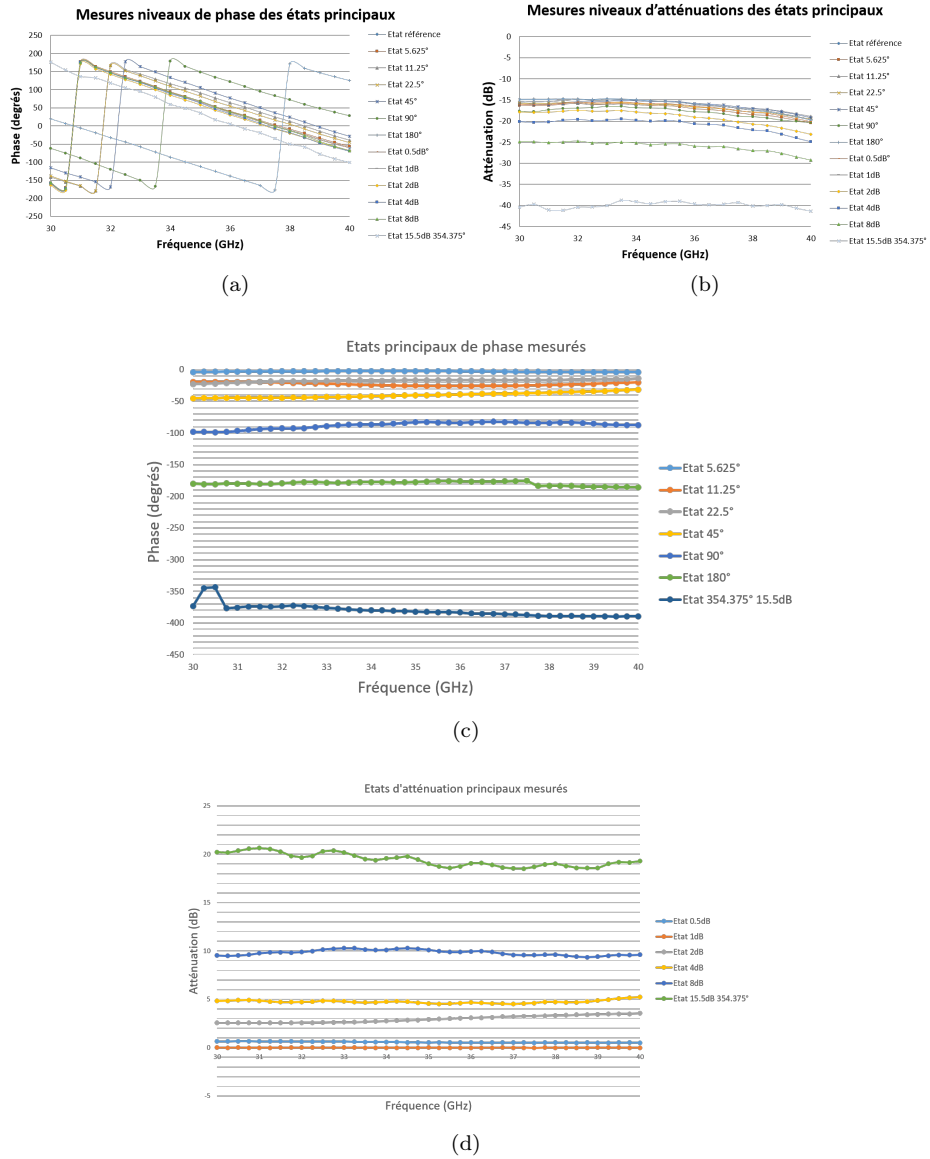 Mesures niveaux de phase des états principaux
Phase (degrés)
250
200
150
100
50
0
-50
-100
-150
-200
-250
30
32
34
36
38
40
Fréquence (GHz)
Etat référence
Etat 5.625°
Etat 11.25°
Etat 22.5°
Etat 45°
Etat 90°
Etat 180°
Etat 0.5dB°
Etat 1dB
Etat 2dB
Etat 4dB
Etat 8dB
Etat 15.5dB 354.375°
(a)
Mesures niveaux d'atténuations des états principaux
Atténuation (dB)
0
-5
-10
-15
-20
-25
-30
-35
-40
-45
30
32
34
36
38
40
Fréquence (GHz)
Etat référence
Etat 5.625°
Etat 11.25°
Etat 22.5°
Etat 45°
Etat 90°
Etat 180°
Etat 0.5dB°
Etat 1dB
Etat 2dB
Etat 4dB
Etat 8dB
Etat 15.5dB 354.375°
(b)
Etats principaux de phase mesurés
Phase (degrés)
0
-50
-100
-150
-200
-250
-300
-350
-400
-450
30
31
32
33
34
35
36
37
38
39
40
Fréquence (GHz)
Etat 5.625°
Etat 11.25°
Etat 22.5°
Etat 45°
Etat 90°
Etat 180°
Etat 354.375° 15.5dB
(c)
Etats d'atténuation principaux mesurés
Atténuation (dB)
25
20
15
10
5
0
-5
30
31
32
33
34
35
36
37
38
39
40
Fréquence (GHz)
Etat 0.5dB
Etat 1dB
Etat 2dB
Etat 4dB
Etat 8dB
Etat 15.5dB 354.375°
(d)